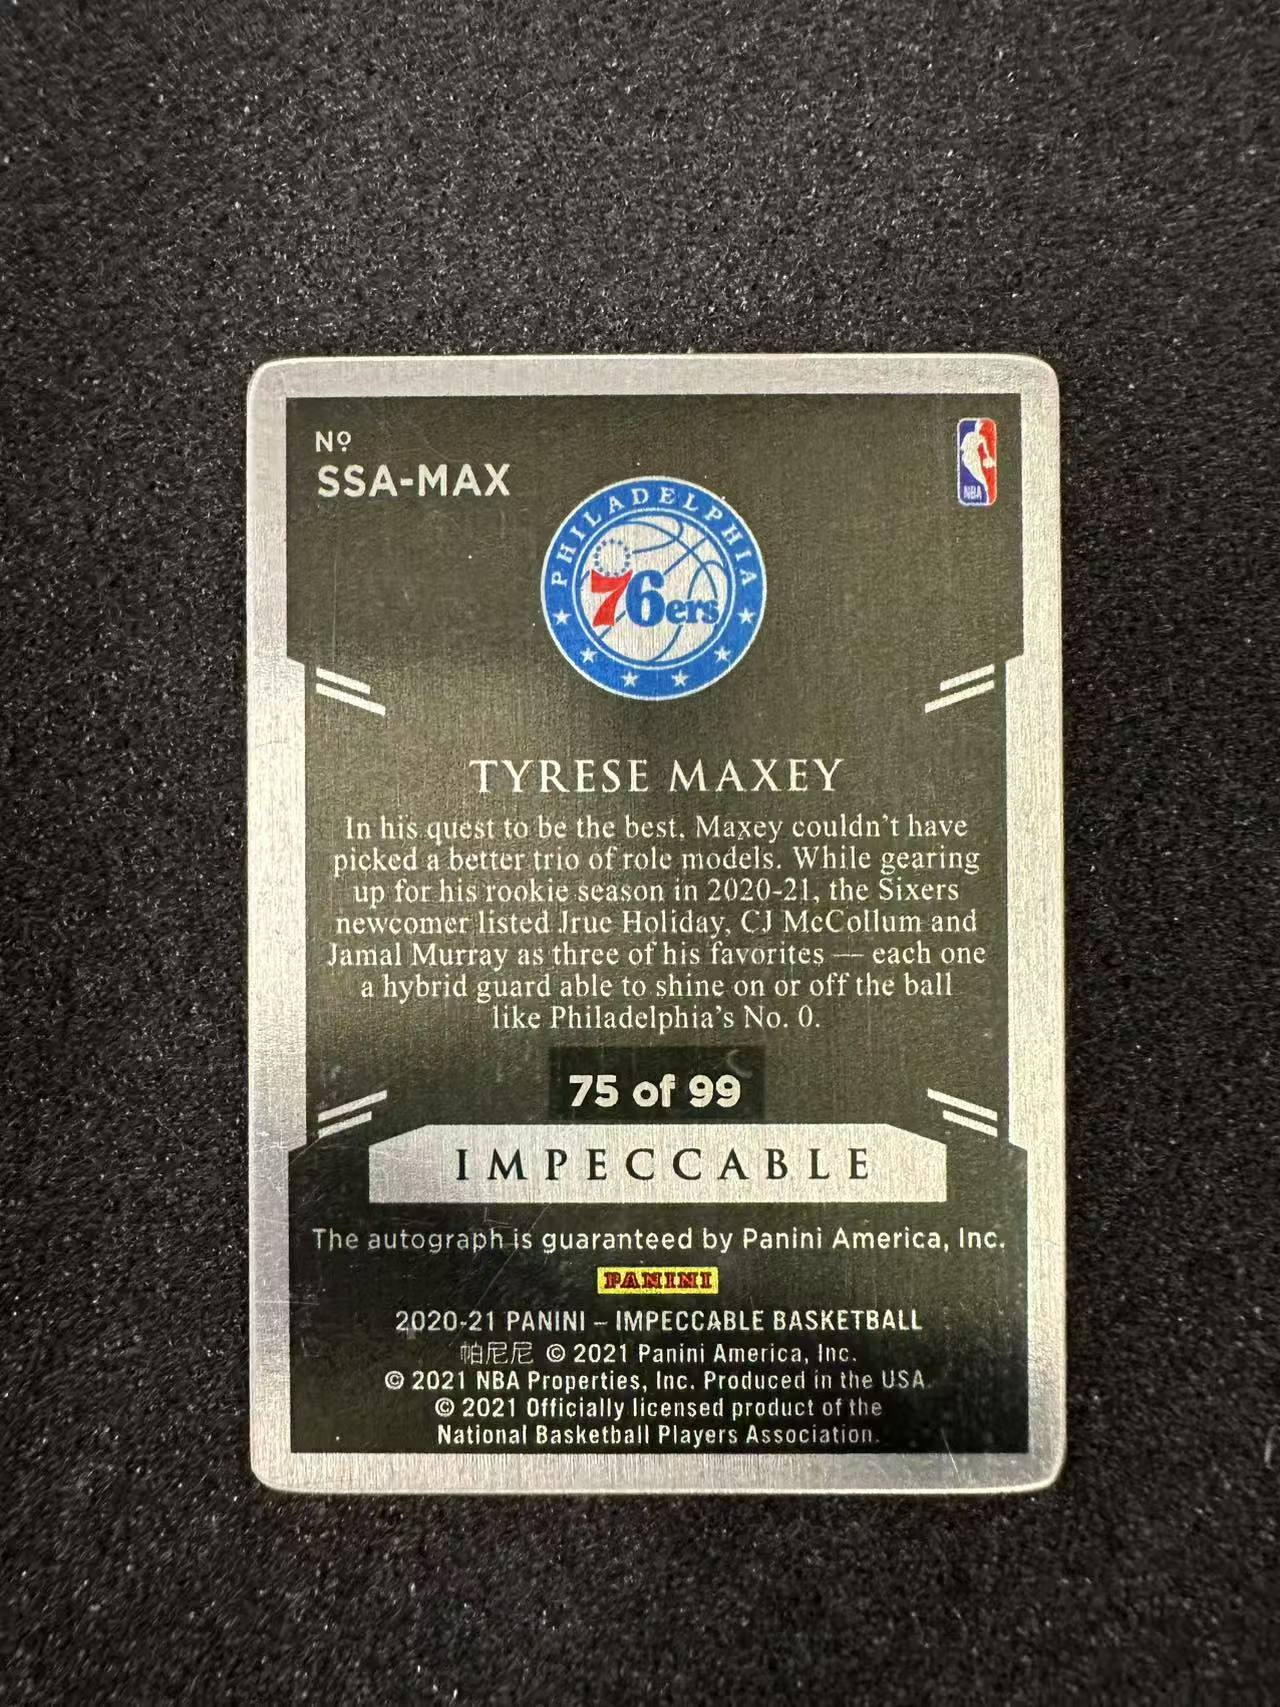 Nº
SSA-MAX
NBA
PHILADELPHIA
76ers
TYRESE MAXEY
In his quest to be the best, Maxey couldn't have
picked a better trio of role models. While gearing
up for his rookie season in 2020-21, the Sixers
newcomer listed Jrue Holiday, CJ McCollum and
Jamal Murray as three of his favorites — each one
a hybrid guard able to shine on or off the ball
like Philadelphia's No. 0.
75 of 99
IMPECCABLE
The autograph is guaranteed by Panini America, Inc.
PANINI
2020-21 PANINI – IMPECCABLE BASKETBALL
帕尼尼 © 2021 Panini America, Inc.
© 2021 NBA Properties, Inc. Produced in the USA.
© 2021 Officially licensed product of the
National Basketball Players Association.